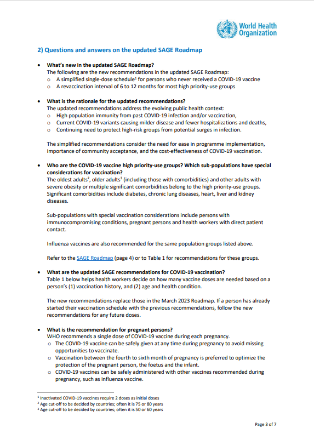 World Health
Organization
2) Questions and answers on the updated SAGE Roadmap
• What's new in the updated SAGE Roadmap?
The following are the new recommendations in the updated SAGE Roadmap:
o A simplified single-dose schedule¹ for persons who never received a COVID-19 vaccine
o A revaccination interval of 6 to 12 months for most high priority-use groups
• What is the rationale for the updated recommendations?
The updated recommendations address the evolving public health context:
o High population immunity from past COVID-19 infection and/or vaccination,
o Current COVID-19 variants causing milder disease and fewer hospitalizations and deaths,
o Continuing need to protect high-risk groups from potential surges in infection.
The simplified recommendations consider the need for ease in programme implementation,
importance of community acceptance, and the cost-effectiveness of COVID-19 vaccination.
• Who are the COVID-19 vaccine high priority-use groups? Which sub-populations have special
considerations for vaccination?
The oldest adults², older adults³ (including those with comorbidities) and other adults with
severe obesity or multiple significant comorbidities belong to the high priority-use groups.
Significant comorbidities include diabetes, chronic lung diseases, heart, liver and kidney
diseases.
Sub-populations with special vaccination considerations include persons with
immunocompromising conditions, pregnant persons and health workers with direct patient
contact.
Influenza vaccines are also recommended for the same population groups listed above.
Refer to the SAGE Roadmap (page 4) or to Table 1 for recommendations for these groups.
• What are the updated SAGE recommendations for COVID-19 vaccination?
Table 1 below helps health workers decide on how many vaccine doses are needed based on a
person's (1) vaccination history, and (2) age and health condition.
The new recommendations replace those in the March 2023 Roadmap. If a person has already
started their vaccination schedule with the previous recommendations, follow the new
recommendations for any future doses.
• What is the recommendation for pregnant persons?
WHO recommends a single dose of COVID-19 vaccine during each pregnancy.
o The COVID-19 vaccine can be safely given at any time during pregnancy to avoid missing
opportunities to vaccinate.
o Vaccination between the fourth to sixth month of pregnancy is preferred to optimize the
protection of the pregnant person, the foetus and the infant.
o COVID-19 vaccines can be safely administered with other vaccines recommended during
pregnancy, such as influenza vaccine.
¹ Inactivated COVID-19 vaccines require 2 doses as initial doses
² Age cut-off to be decided by countries; often it is 75 or 80 years
³ Age cut-off to be decided by countries; often it is 50 or 60 years
Page 3 of 7